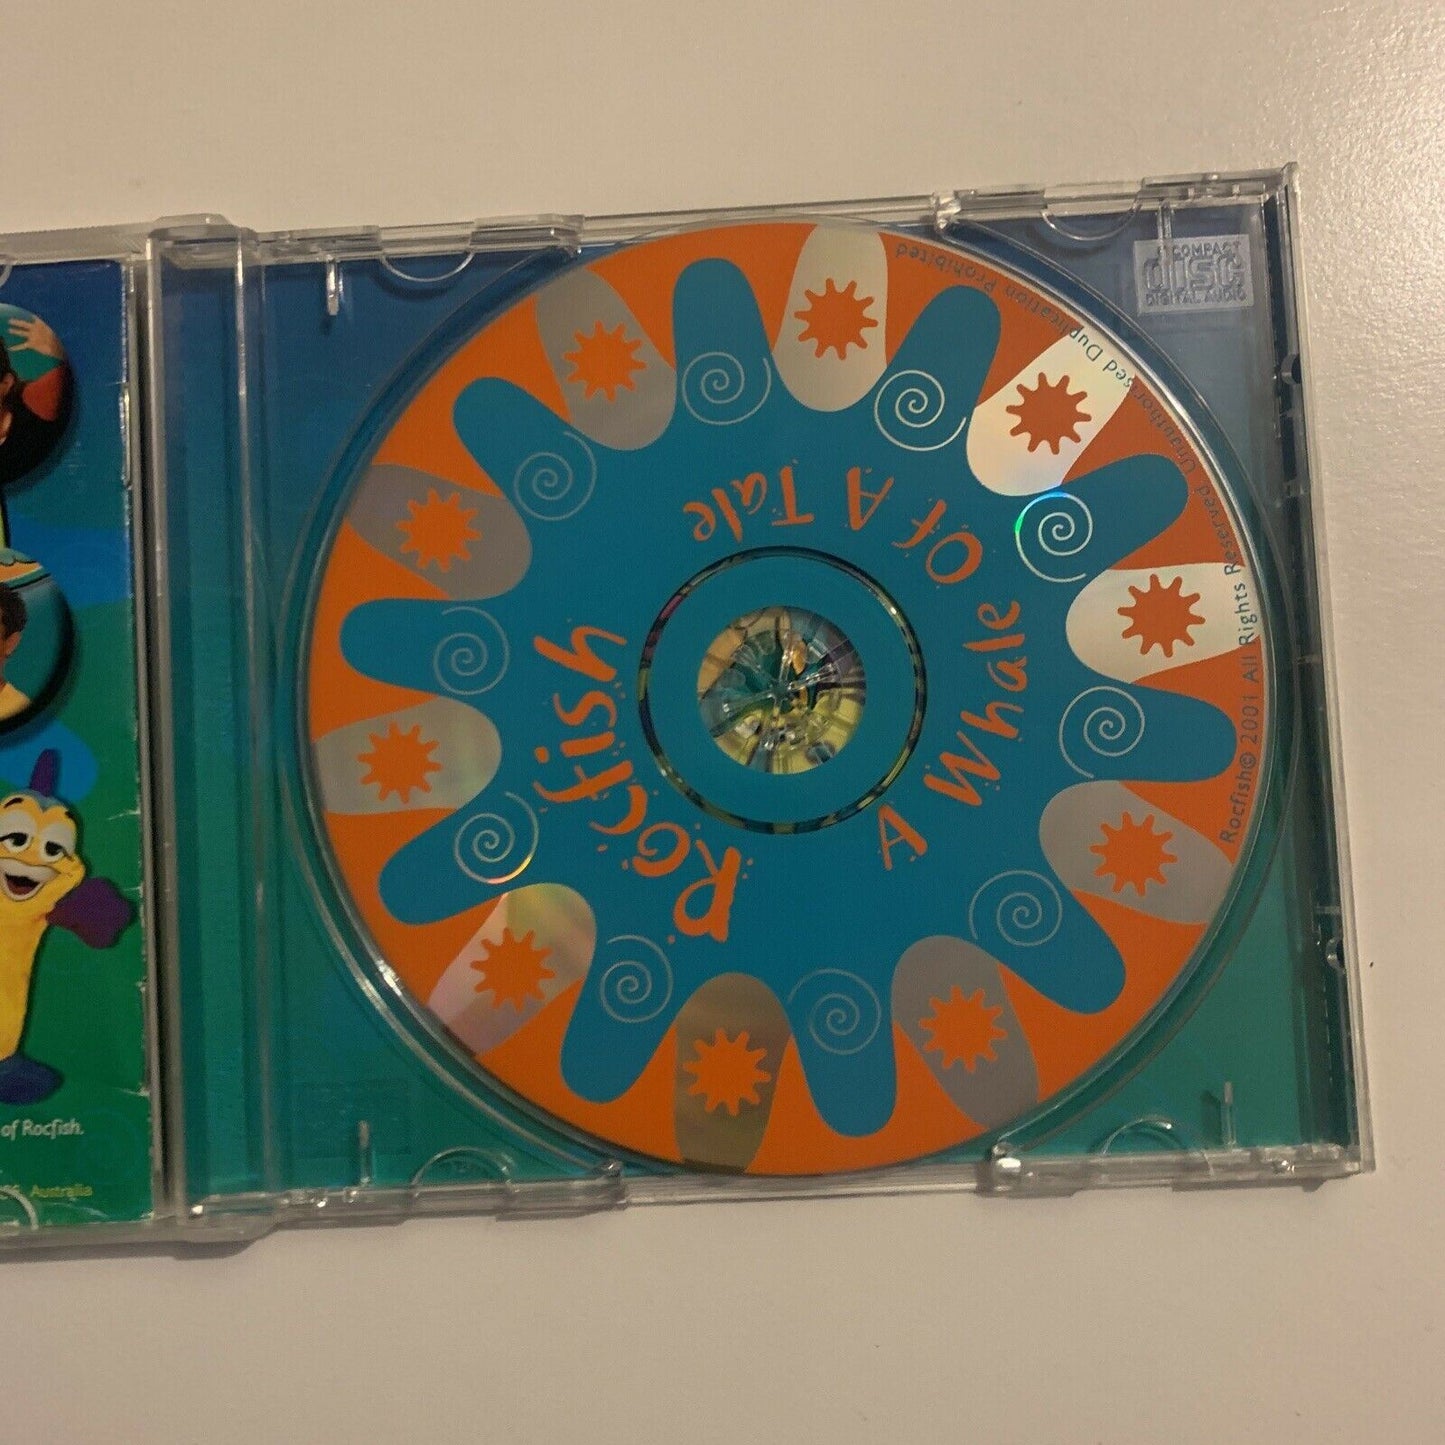 Rocfish
A Whale Of A Tale
Rocfish© 2001 All Rights Reserved Unauthorised Duplication Prohibited
COMPACT
disc
DIGITAL AUDIO
of Rocfish.
Australia